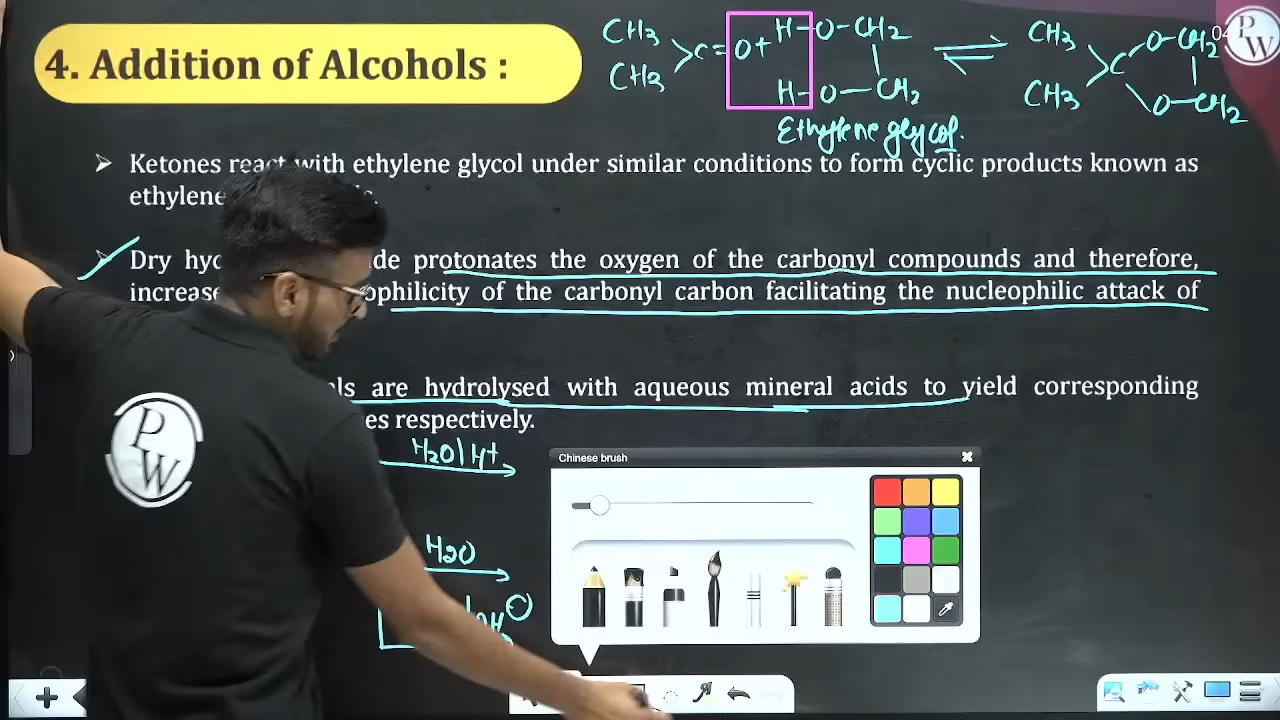 4. Addition of Alcohols :
CH3 CH3 >C=O + H-O-CH2 H-O-CH2 ⇌ CH3 CH3 >C O-CH2 O-CH2
Ethylene glycol.
➤ Ketones react with ethylene glycol under similar conditions to form cyclic products known as
ethylene
Dry de protonates the oxygen of the carbonyl compounds and therefore,
increase ophilicity of the carbonyl carbon facilitating the nucleophilic attack of
ls are hydrolysed with aqueous mineral acids to yield corresponding
es respectively.
H2O|H+
Chinese brush
H2O
OH
PW
PW